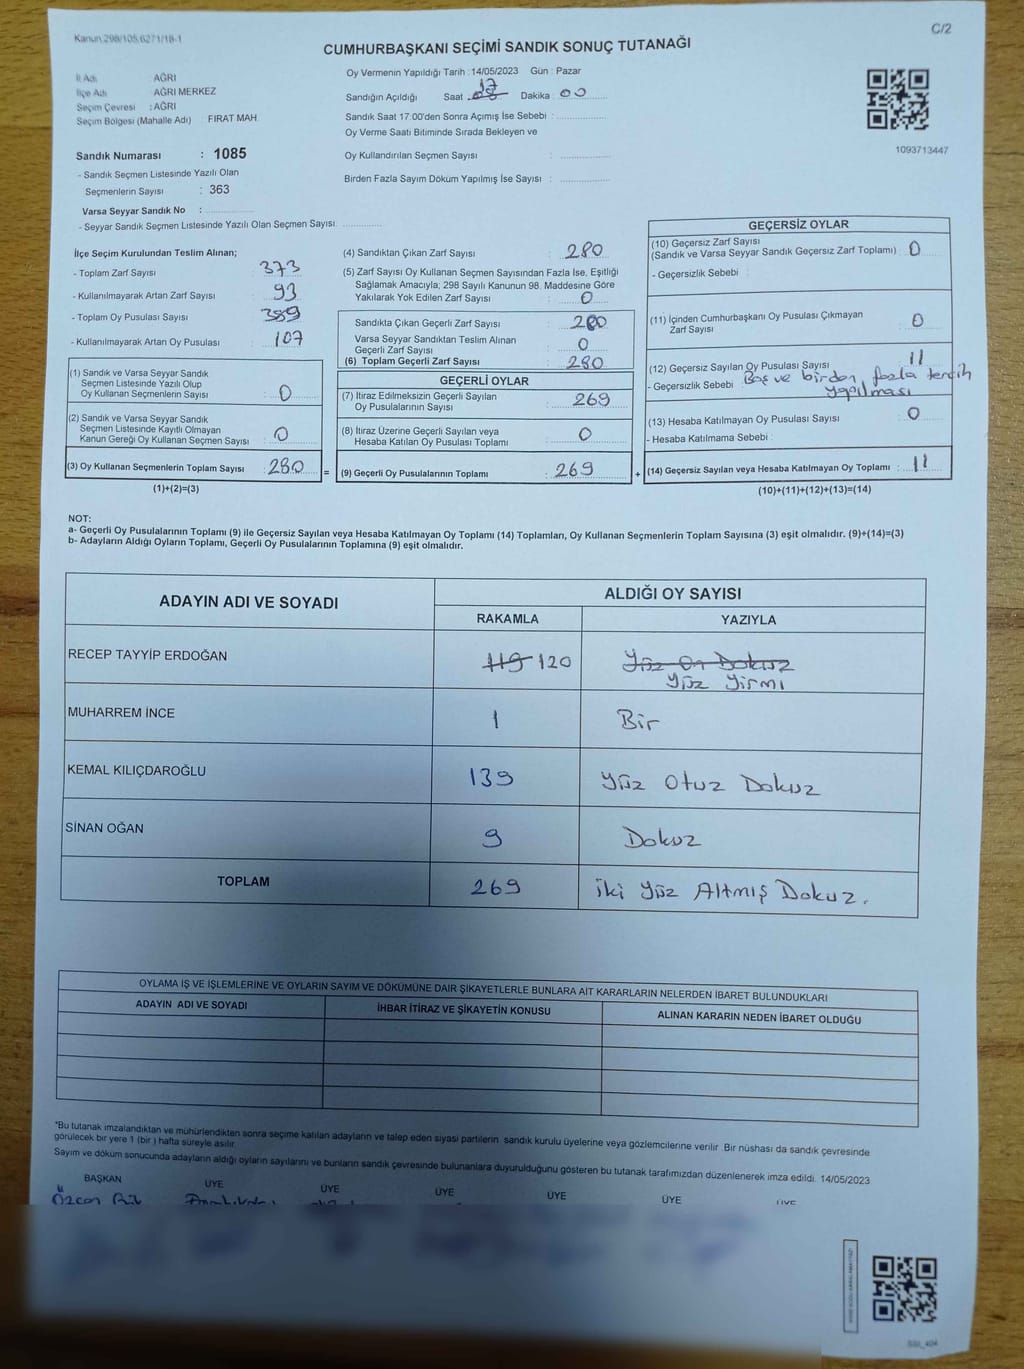 Kanun 298/105,6271/18-1
C/2
CUMHURBAŞKANI SEÇİMİ SANDIK SONUÇ TUTANAĞI
İl Adı AĞRI
İlçe Adı AĞRI MERKEZ
Seçim Çevresi : AĞRI
Seçim Bölgesi (Mahalle Adı) : FIRAT MAH.
Oy Vermenin Yapıldığı Tarih : 14/05/2023 Gün : Pazar
Sandığın Açıldığı Saat 17 Dakika : 00
Sandık Saat 17:00'den Sonra Açımış İse Sebebi :
Oy Verme Saati Bitiminde Sırada Bekleyen ve
Oy Kullandırılan Seçmen Sayısı :
Birden Fazla Sayım Döküm Yapılmış İse Sayısı :
1093713447
Sandık Numarası : 1085
- Sandık Seçmen Listesinde Yazılı Olan
Seçmenlerin Sayısı : 363
Varsa Seyyar Sandık No :
- Seyyar Sandık Seçmen Listesinde Yazılı Olan Seçmen Sayısı:
İlçe Seçim Kurulundan Teslim Alınan;
- Toplam Zarf Sayısı : 373
- Kullanılmayarak Artan Zarf Sayısı : 93
- Toplam Oy Pusulası Sayısı : 389
- Kullanılmayarak Artan Oy Pusulası : 107
(1) Sandık ve Varsa Seyyar Sandık
Seçmen Listesinde Yazılı Olup
Oy Kullanan Seçmenlerin Sayısı : 0
(2) Sandık ve Varsa Seyyar Sandık
Seçmen Listesinde Kayıtlı Olmayan
Kanun Gereği Oy Kullanan Seçmen Sayısı : 0
(3) Oy Kullanan Seçmenlerin Toplam Sayısı : 280 =
(1)+(2)=(3)
(4) Sandıktan Çıkan Zarf Sayısı : 280
(5) Zarf Sayısı Oy Kullanan Seçmen Sayısından Fazla İse, Eşitliği
Sağlamak Amacıyla; 298 Sayılı Kanunun 98. Maddesine Göre
Yakılarak Yok Edilen Zarf Sayısı : 0
Sandıkta Çıkan Geçerli Zarf Sayısı : 280
Varsa Seyyar Sandıktan Teslim Alınan
Geçerli Zarf Sayısı : 0
(6) Toplam Geçerli Zarf Sayısı : 280
GEÇERLİ OYLAR
(7) İtiraz Edilmeksizin Geçerli Sayılan
Oy Pusulalarının Sayısı : 269
(8) İtiraz Üzerine Geçerli Sayılan veya
Hesaba Katılan Oy Pusulası Toplamı : 0
(9) Geçerli Oy Pusulalarının Toplamı : 269 +
GEÇERSİZ OYLAR
(10) Geçersiz Zarf Sayısı
(Sandık ve Varsa Seyyar Sandık Geçersiz Zarf Toplamı) : 0
- Geçersizlik Sebebi :
(11) İçinden Cumhurbaşkanı Oy Pusulası Çıkmayan
Zarf Sayısı : 0
(12) Geçersiz Sayılan Oy Pusulası Sayısı : 11
- Geçersizlik Sebebi : Boş ve birden fazla tercih
yapılması
(13) Hesaba Katılmayan Oy Pusulası Sayısı : 0
- Hesaba Katılmama Sebebi :
(14) Geçersiz Sayılan veya Hesaba Katılmayan Oy Toplamı : 11
(10)+(11)+(12)+(13)=(14)
NOT:
a- Geçerli Oy Pusulalarının Toplamı (9) ile Geçersiz Sayılan veya Hesaba Katılmayan Oy Toplamı (14) Toplamları, Oy Kullanan Seçmenlerin Toplam Sayısına (3) eşit olmalıdır. (9)+(14)=(3)
b- Adayların Aldığı Oyların Toplamı, Geçerli Oy Pusulalarının Toplamına (9) eşit olmalıdır.
ADAYIN ADI VE SOYADI
ALDIĞI OY SAYISI
RAKAMLA YAZIYLA
RECEP TAYYİP ERDOĞAN 119 120 Yüz On Dokuz
Yüz Yirmi
MUHARREM İNCE 1 Bir
KEMAL KILIÇDAROĞLU 139 Yüz Otuz Dokuz
SİNAN OĞAN 9 Dokuz
TOPLAM 269 İki Yüz Altmış Dokuz.
OYLAMA İŞ VE İŞLEMLERİNE VE OYLARIN SAYIM VE DÖKÜMÜNE DAİR ŞİKAYETLERLE BUNLARA AİT KARARLARIN NELERDEN İBARET BULUNDUKLARI
ADAYIN ADI VE SOYADI İHBAR İTİRAZ VE ŞİKAYETİN KONUSU ALINAN KARARIN NEDEN İBARET OLDUĞU
*Bu tutanak imzalandıktan ve mühürlendikten sonra seçime katılan adayların ve talep eden siyasi partilerin sandık kurulu üyelerine veya gözlemcilerine verilir. Bir nüshası da sandık çevresinde
görülecek bir yere 1 (bir) hafta süreyle asılır.
Sayım ve döküm sonucunda adayların aldığı oyların sayılarını ve bunların sandık çevresinde bulunanlara duyurulduğunu gösteren bu tutanak tarafımızdan düzenlenerek imza edildi. 14/05/2023
BAŞKAN ÜYE ÜYE ÜYE ÜYE ÜYE ÜYE